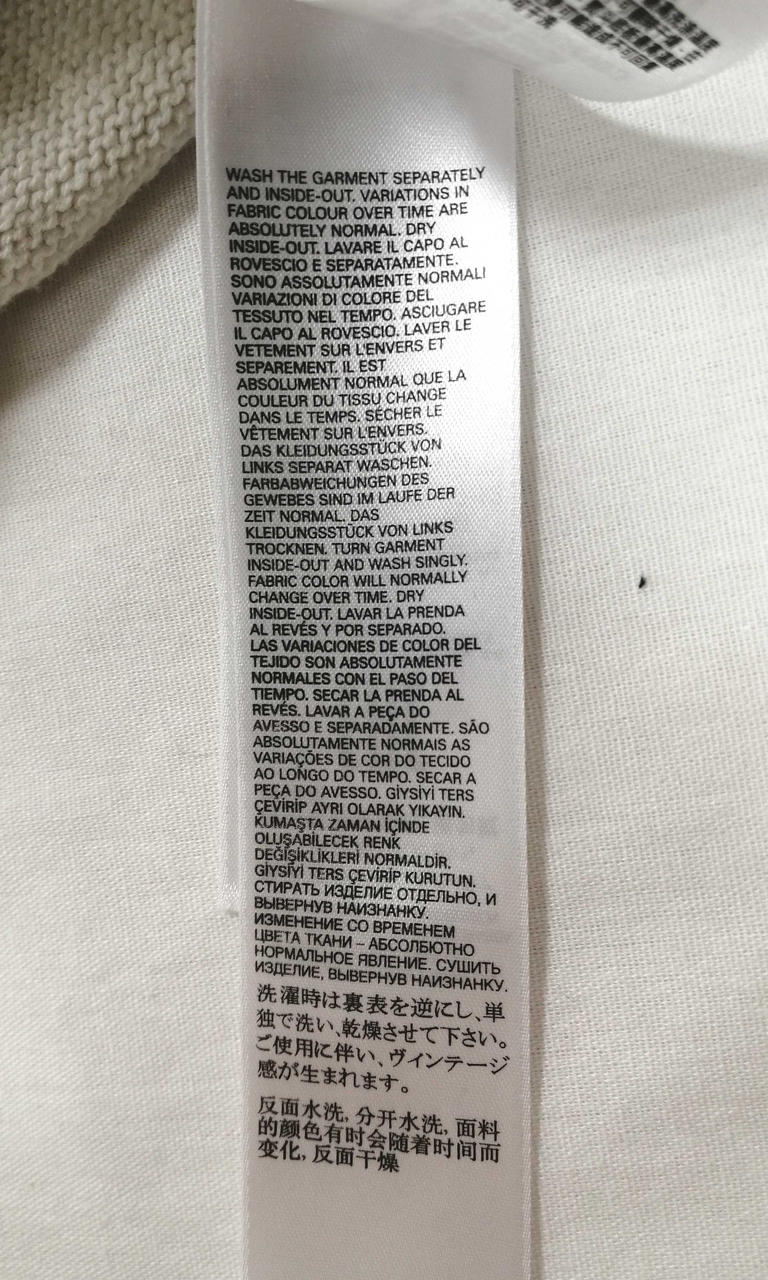 WASH THE GARMENT SEPARATELY
AND INSIDE-OUT. VARIATIONS IN
FABRIC COLOUR OVER TIME ARE
ABSOLUTELY NORMAL. DRY
INSIDE-OUT. LAVARE IL CAPO AL
ROVESCIO E SEPARATAMENTE.
SONO ASSOLUTAMENTE NORMALI
VARIAZIONI DI COLORE DEL
TESSUTO NEL TEMPO. ASCIUGARE
IL CAPO AL ROVESCIO. LAVER LE
VETEMENT SUR L'ENVERS ET
SEPAREMENT. IL EST
ABSOLUMENT NORMAL QUE LA
COULEUR DU TISSU CHANGE
DANS LE TEMPS. SÉCHER LE
VÊTEMENT SUR L'ENVERS.
DAS KLEIDUNGSSTÜCK VON
LINKS SEPARAT WASCHEN.
FARBABWEICHUNGEN DES
GEWEBES SIND IM LAUFE DER
ZEIT NORMAL. DAS
KLEIDUNGSSTÜCK VON LINKS
TROCKNEN. TURN GARMENT
INSIDE-OUT AND WASH SINGLY.
FABRIC COLOR WILL NORMALLY
CHANGE OVER TIME. DRY
INSIDE-OUT. LAVAR LA PRENDA
AL REVÉS Y POR SEPARADO.
LAS VARIACIONES DE COLOR DEL
TEJIDO SON ABSOLUTAMENTE
NORMALES CON EL PASO DEL
TIEMPO. SECAR LA PRENDA AL
REVÉS. LAVAR A PEÇA DO
AVESSO E SEPARADAMENTE. SÃO
ABSOLUTAMENTE NORMAIS AS
VARIAÇÕES DE COR DO TECIDO
AO LONGO DO TEMPO. SECAR A
PEÇA DO AVESSO. GİYSİYİ TERS
ÇEVİRİP AYRI OLARAK YIKAYIN.
KUMAŞTA ZAMAN İÇİNDE
OLUŞABİLECEK RENK
DEĞİŞİKLİKLERİ NORMALDİR.
GİYSİYİ TERS ÇEVİRİP KURUTUN.
СТИРАТЬ ИЗДЕЛИЕ ОТДЕЛЬНО, И
ВЫВЕРНУВ НАИЗНАНКУ.
ИЗМЕНЕНИЕ СО ВРЕМЕНЕМ
ЦВЕТА ТКАНИ – АБСОЛБЮТНО
НОРМАЛЬНОЕ ЯВЛЕНИЕ. СУШИТЬ
ИЗДЕЛИЕ, ВЫВЕРНУВ НАИЗНАНКУ.
洗濯時は裏表を逆にし、単
独で洗い、乾燥させて下さい。
ご使用に伴い、ヴィンテージ
感が生まれます。
反面水洗, 分开水洗, 面料
的颜色有时会随着时间而
变化, 反面干燥